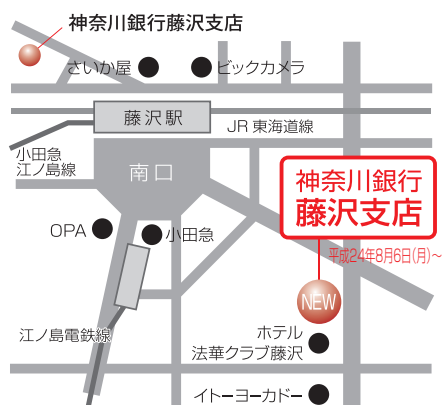 神奈川銀行藤沢支店
さいか屋
ビックカメラ
藤沢駅
JR 東海道線
小田急
江ノ島線
南口
神奈川銀行
藤沢支店
OPA
小田急
平成24年8月6日(月)～
NEW
江ノ島電鉄線
ホテル
法華クラブ藤沢
イトーヨーカドー